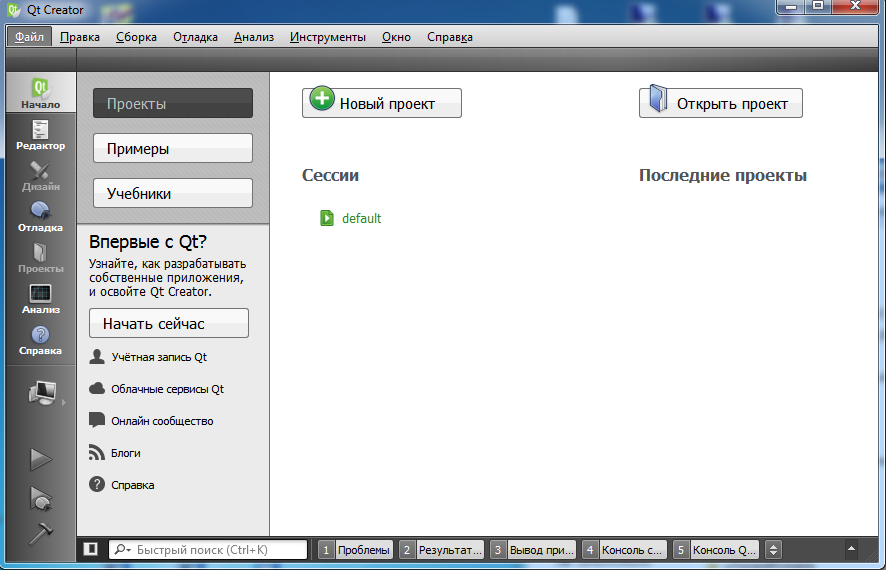 Qt Creator
Файл Правка Сборка Отладка Анализ Инструменты Окно Справка
Qt
Начало
Редактор
Дизайн
Отладка
Проекты
Анализ
Справка
Проекты
Примеры
Учебники
Впервые с Qt?
Узнайте, как разрабатывать
собственные приложения,
и освойте Qt Creator.
Начать сейчас
Учётная запись Qt
Облачные сервисы Qt
Онлайн сообщество
Блоги
Справка
Новый проект
Открыть проект
Сессии
Последние проекты
default
Быстрый поиск (Ctrl+K)
1 Проблемы
2 Результат...
3 Вывод при...
4 Консоль с...
5 Консоль Q...